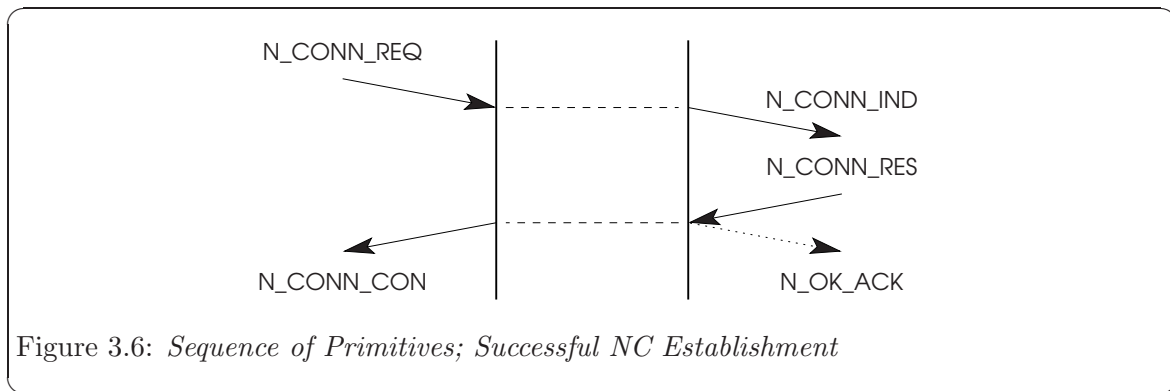 N_CONN_REQ
N_CONN_IND
N_CONN_RES
N_CONN_CON
N_OK_ACK
Figure 3.6: Sequence of Primitives; Successful NC Establishment